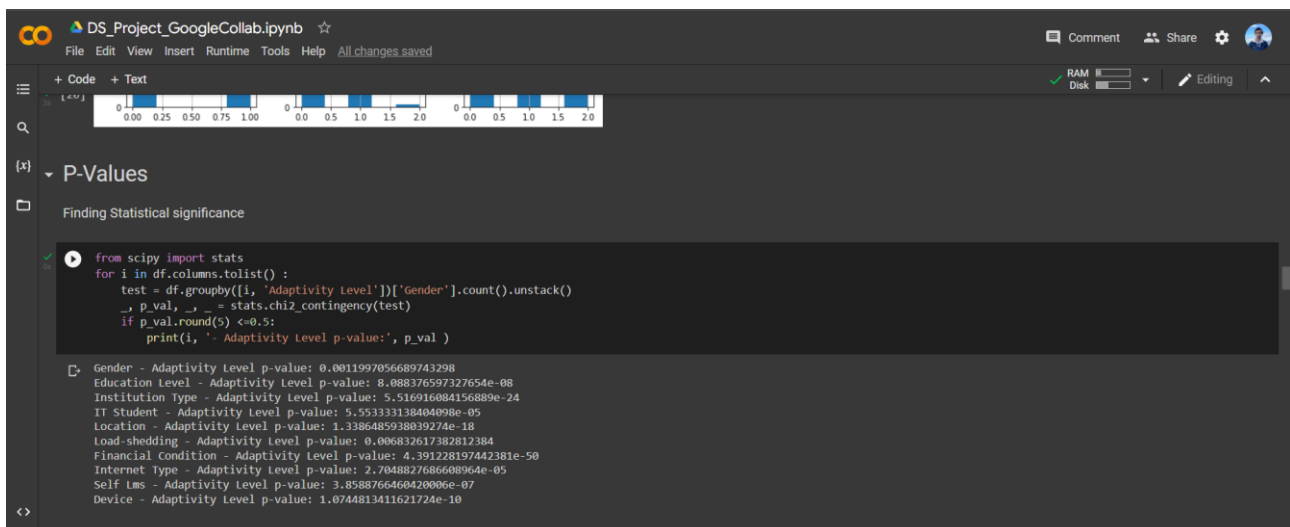 DS_Project_GoogleCollab.ipynb
File Edit View Insert Runtime Tools Help All changes saved
Comment Share
+ Code + Text
RAM
Disk
Editing
[20]
0 0 0
0.00 0.25 0.50 0.75 1.00 0.0 0.5 1.0 1.5 2.0 0.0 0.5 1.0 1.5 2.0
{x}
P-Values
Finding Statistical significance
from scipy import stats
for i in df.columns.tolist() :
test = df.groupby([i, 'Adaptivity Level'])['Gender'].count().unstack()
_, p_val, _, _ = stats.chi2_contingency(test)
if p_val.round(5) <=0.5:
print(i, '- Adaptivity Level p-value:', p_val )
Gender - Adaptivity Level p-value: 0.0011997056689743298
Education Level - Adaptivity Level p-value: 8.088376597327654e-08
Institution Type - Adaptivity Level p-value: 5.516916084156889e-24
IT Student - Adaptivity Level p-value: 5.553333138404098e-05
Location - Adaptivity Level p-value: 1.3386485938039274e-18
Load-shedding - Adaptivity Level p-value: 0.006832617382812384
Financial Condition - Adaptivity Level p-value: 4.391228197442381e-50
Internet Type - Adaptivity Level p-value: 2.7048827686608964e-05
Self Lms - Adaptivity Level p-value: 3.8588766460420006e-07
Device - Adaptivity Level p-value: 1.0744813411621724e-10